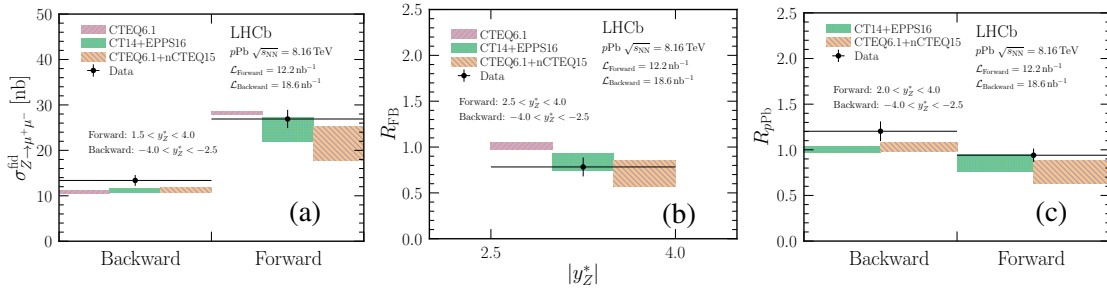 CTEQ6.1
CT14+EPPS16
CTEQ6.1+nCTEQ15
Data
LHCb
pPb √s_NN = 8.16 TeV
ℒ_Forward = 12.2 nb⁻¹
ℒ_Backward = 18.6 nb⁻¹
Forward: 1.5 < y*_Z < 4.0
Backward: −4.0 < y*_Z < −2.5
σ^fid_Z→μ⁺μ⁻ [nb]
50
40
30
20
10
0
Backward
Forward
(a)
CTEQ6.1
CT14+EPPS16
CTEQ6.1+nCTEQ15
Data
LHCb
pPb √s_NN = 8.16 TeV
ℒ_Forward = 12.2 nb⁻¹
ℒ_Backward = 18.6 nb⁻¹
Forward: 2.5 < y*_Z < 4.0
Backward: −4.0 < y*_Z < −2.5
R_FB
2.5
2.0
1.5
1.0
0.5
0.0
2.5
4.0
|y*_Z|
(b)
CT14+EPPS16
CTEQ6.1+nCTEQ15
Data
LHCb
pPb √s_NN = 8.16 TeV
ℒ_Forward = 12.2 nb⁻¹
ℒ_Backward = 18.6 nb⁻¹
Forward: 2.0 < y*_Z < 4.0
Backward: −4.0 < y*_Z < −2.5
R_pPb
2.5
2.0
1.5
1.0
0.5
0.0
Backward
Forward
(c)